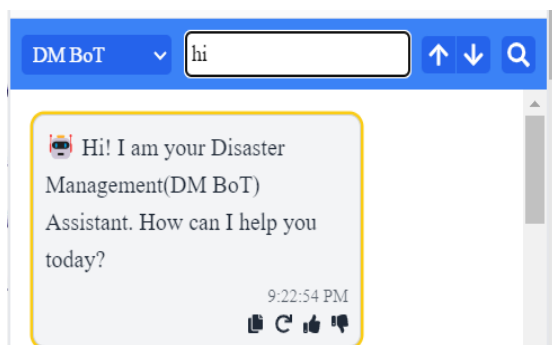 DM BoT
hi
Hi! I am your Disaster
Management(DM BoT)
Assistant. How can I help you
today?
9:22:54 PM